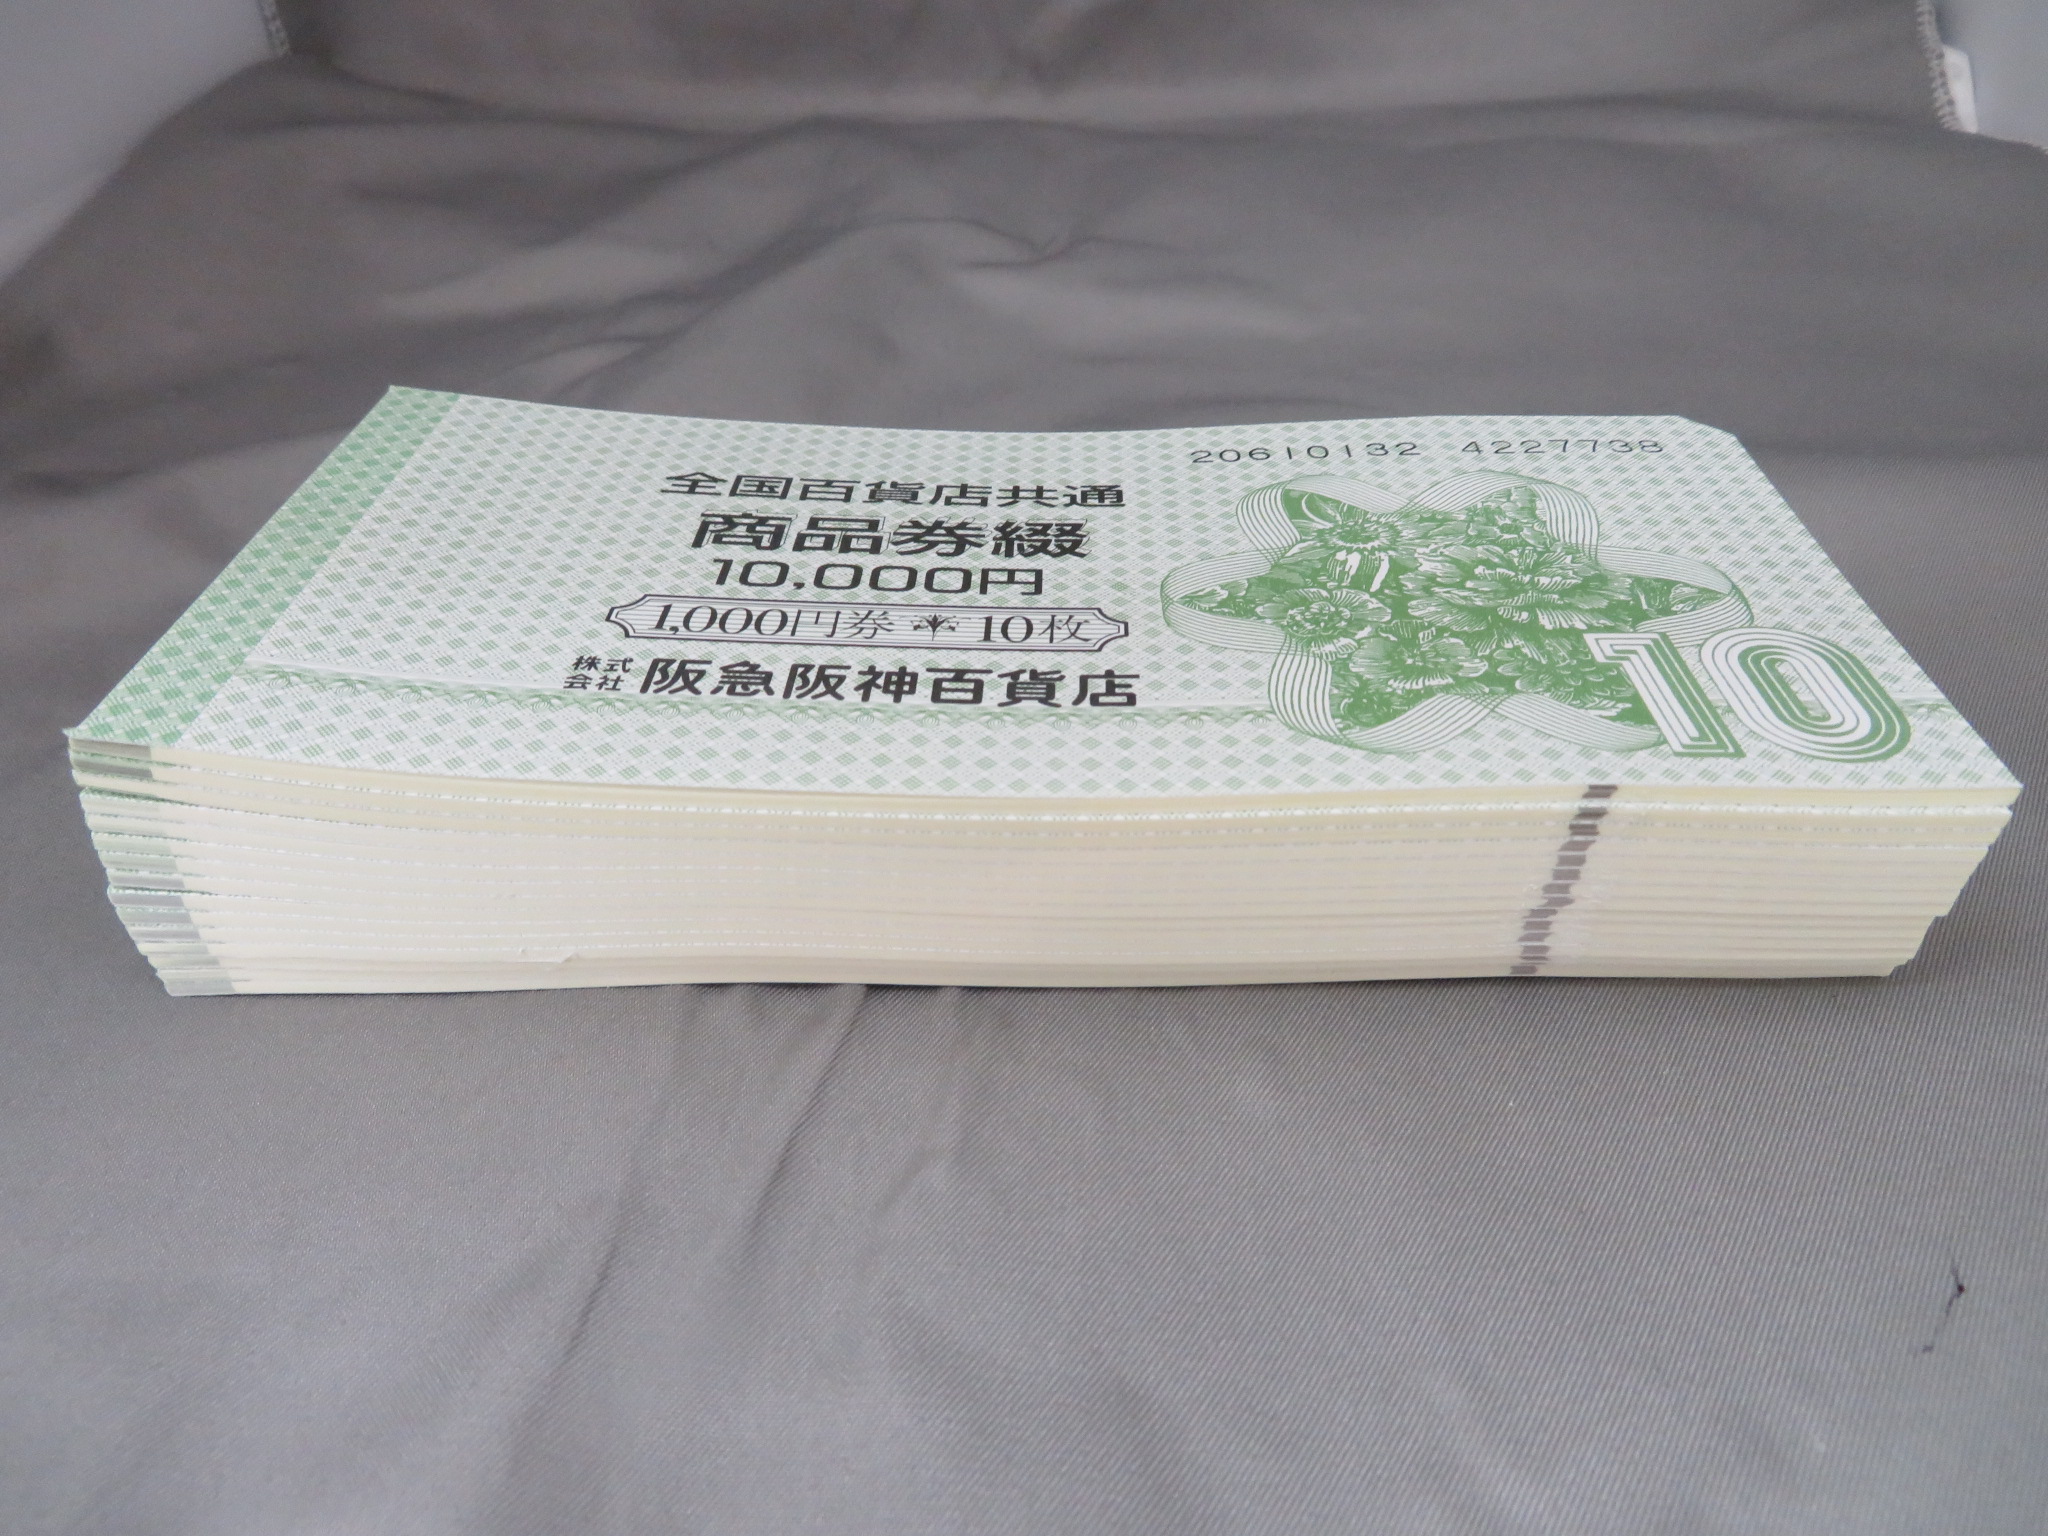 20610132 4227738
全国百貨店共通
商品券綴
10,000円
1,000円券 10枚
株式会社 阪急阪神百貨店
10